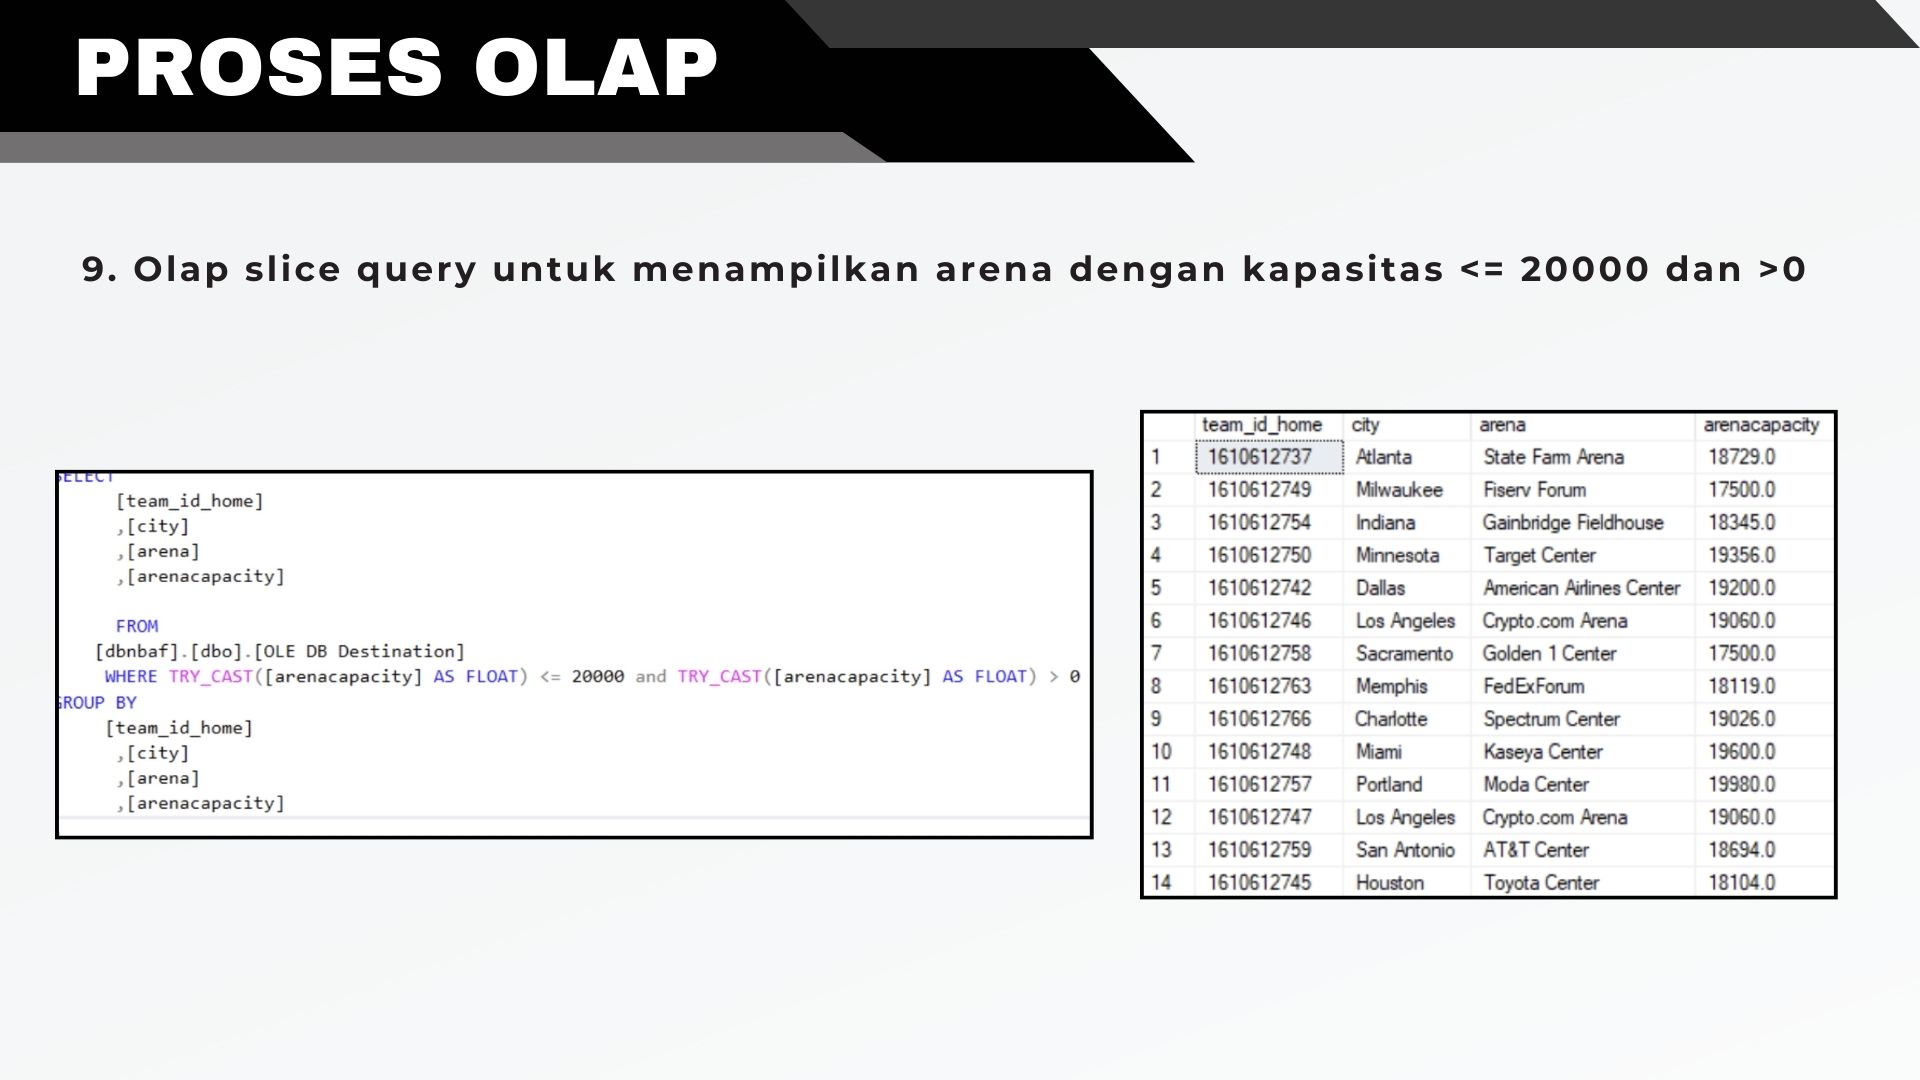 PROSES OLAP
9. Olap slice query untuk menampilkan arena dengan kapasitas <= 20000 dan >0
SELECT
[team_id_home]
,[city]
,[arena]
,[arenacapacity]
FROM
[dbnbaf].[dbo].[OLE DB Destination]
WHERE TRY_CAST([arenacapacity] AS FLOAT) <= 20000 and TRY_CAST([arenacapacity] AS FLOAT) > 0
GROUP BY
[team_id_home]
,[city]
,[arena]
,[arenacapacity]
team_id_home city arena arenacapacity
1 1610612737 Atlanta State Farm Arena 18729.0
2 1610612749 Milwaukee Fiserv Forum 17500.0
3 1610612754 Indiana Gainbridge Fieldhouse 18345.0
4 1610612750 Minnesota Target Center 19356.0
5 1610612742 Dallas American Airlines Center 19200.0
6 1610612746 Los Angeles Crypto.com Arena 19060.0
7 1610612758 Sacramento Golden 1 Center 17500.0
8 1610612763 Memphis FedExForum 18119.0
9 1610612766 Charlotte Spectrum Center 19026.0
10 1610612748 Miami Kaseya Center 19600.0
11 1610612757 Portland Moda Center 19980.0
12 1610612747 Los Angeles Crypto.com Arena 19060.0
13 1610612759 San Antonio AT&T Center 18694.0
14 1610612745 Houston Toyota Center 18104.0